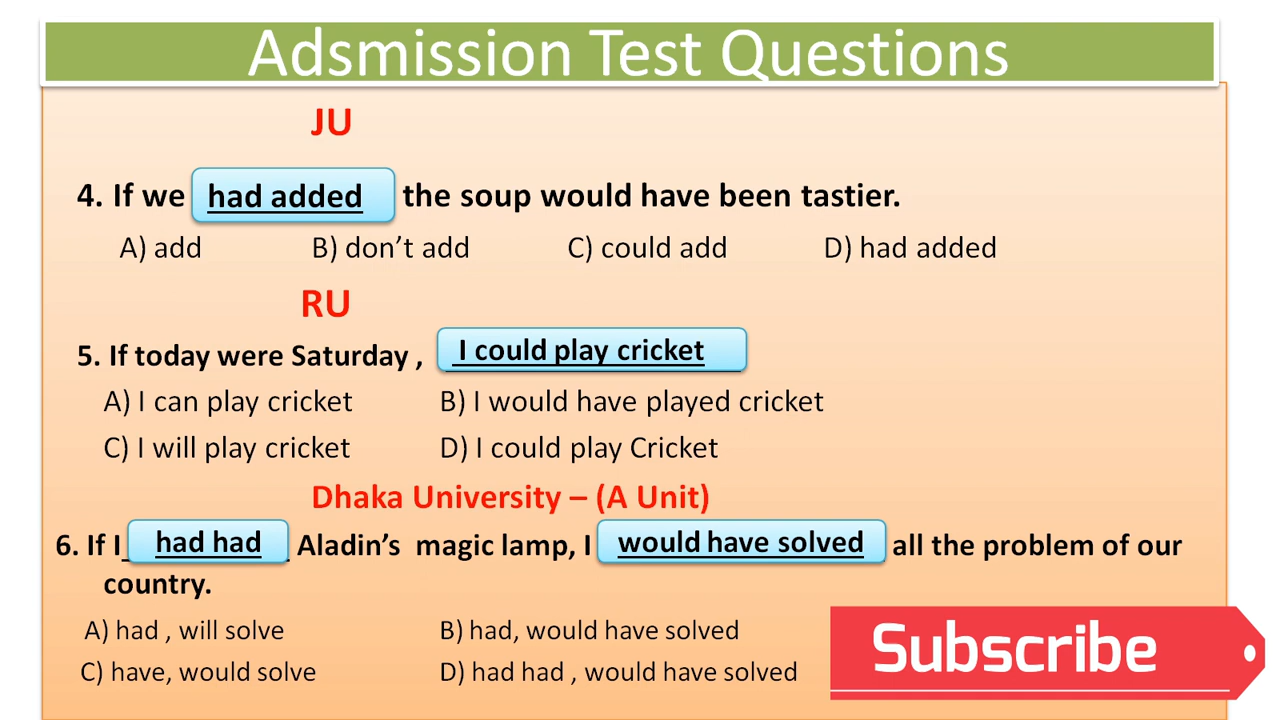 Adsmission Test Questions
JU
4. If we had added the soup would have been tastier.
A) add B) don’t add C) could add D) had added
RU
5. If today were Saturday , I could play cricket
A) I can play cricket B) I would have played cricket
C) I will play cricket D) I could play Cricket
Dhaka University – (A Unit)
6. If I had had Aladin’s magic lamp, I would have solved all the problem of our
country.
A) had , will solve B) had, would have solved
C) have, would solve D) had had , would have solved
Subscribe